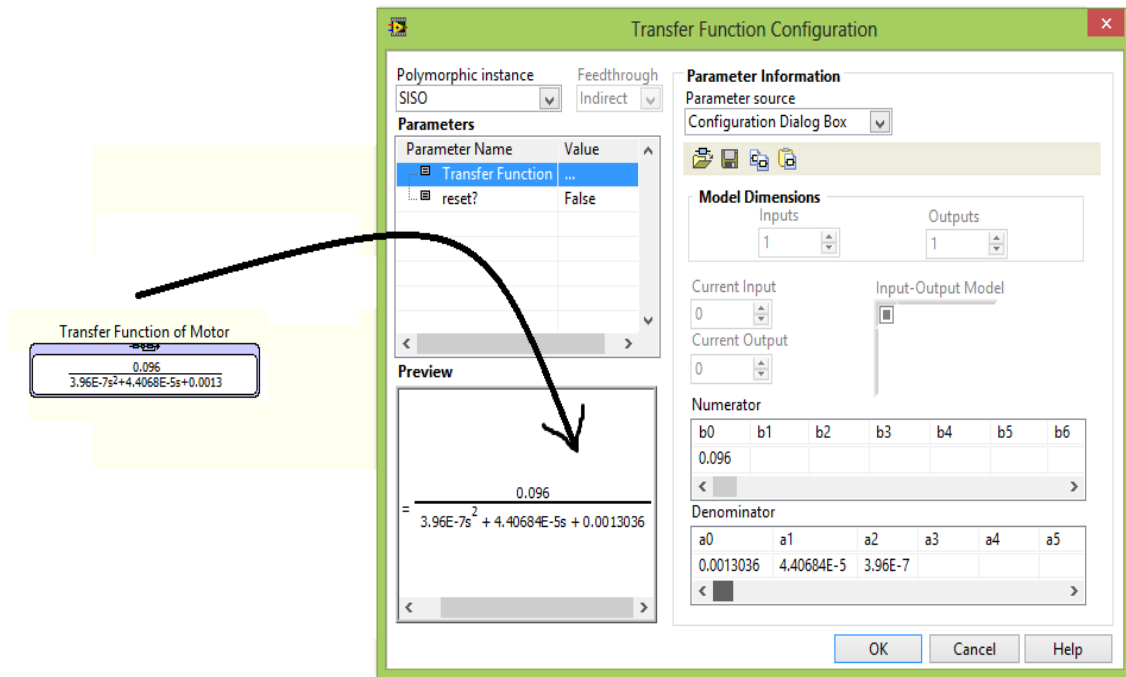 Transfer Function Configuration
x
Polymorphic instance
SISO
Feedthrough
Indirect
Parameters
Parameter Name Value
Transfer Function ...
reset? False
Preview
= 0.096
3.96E-7s² + 4.40684E-5s + 0.0013036
Parameter Information
Parameter source
Configuration Dialog Box
Model Dimensions
Inputs
1
Outputs
1
Current Input
0
Current Output
0
Input-Output Model
Numerator
b0 b1 b2 b3 b4 b5 b6
0.096
Denominator
a0 a1 a2 a3 a4 a5
0.0013036 4.40684E-5 3.96E-7
OK Cancel Help
Transfer Function of Motor
0.096
3.96E-7s²+4.4068E-5s+0.0013